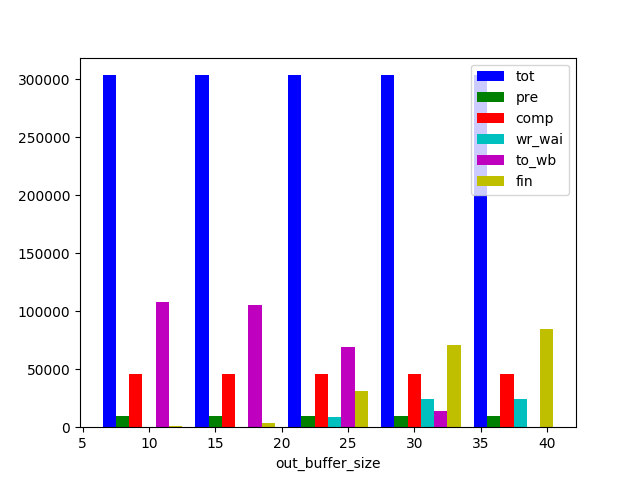 300000
250000
200000
150000
100000
50000
0
5 10 15 20 25 30 35 40
out_buffer_size
tot
pre
comp
wr_wai
to_wb
fin